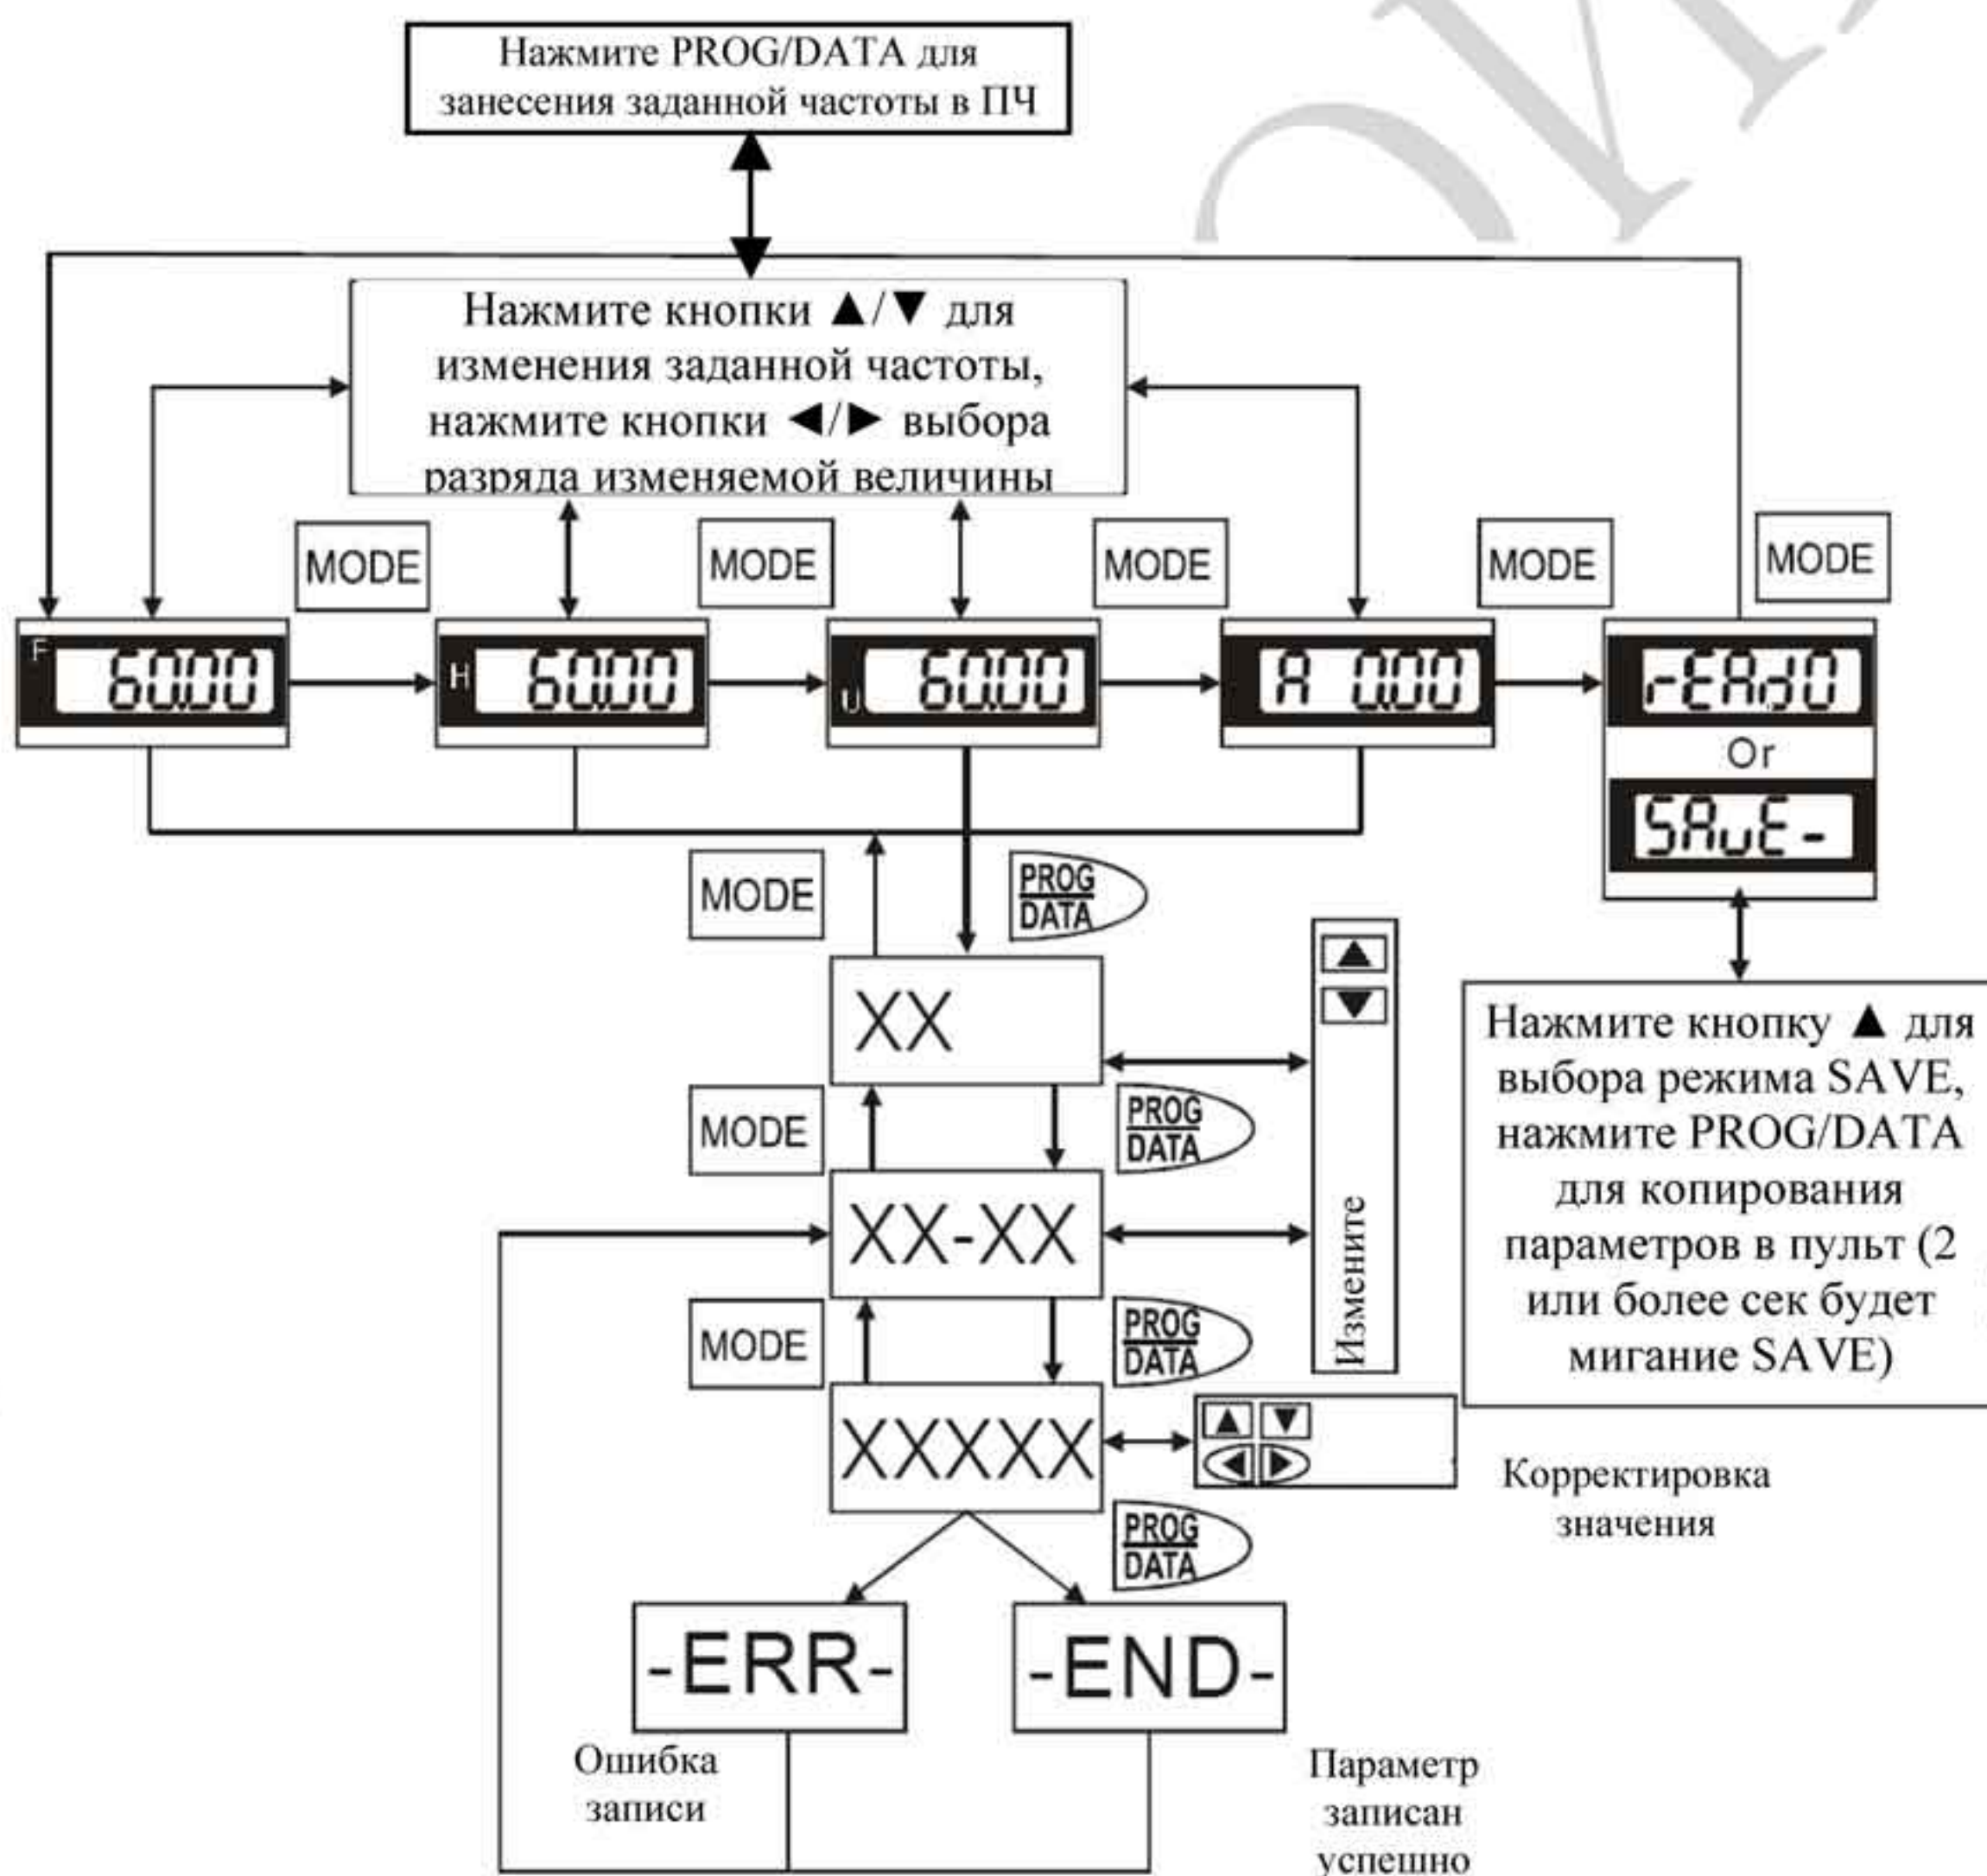 Нажмите PROG/DATA для
занесения заданной частоты в ПЧ
Нажмите кнопки ▲/▼ для
изменения заданной частоты,
нажмите кнопки ◄/► выбора
разряда изменяемой величины
MODE
MODE
MODE
MODE
MODE
F 60.00
H 60.00
U 60.00
A 0.00
rEAd0
Or
SAvE-
MODE
PROG
DATA
XX
▲
▼
Измените
MODE
PROG
DATA
XX-XX
MODE
PROG
DATA
XXXXX
▲ ▼
◄ ►
Корректировка
значения
PROG
DATA
Нажмите кнопку ▲ для
выбора режима SAVE,
нажмите PROG/DATA
для копирования
параметров в пульт (2
или более сек будет
мигание SAVE)
-ERR-
-END-
Ошибка
записи
Параметр
записан
успешно